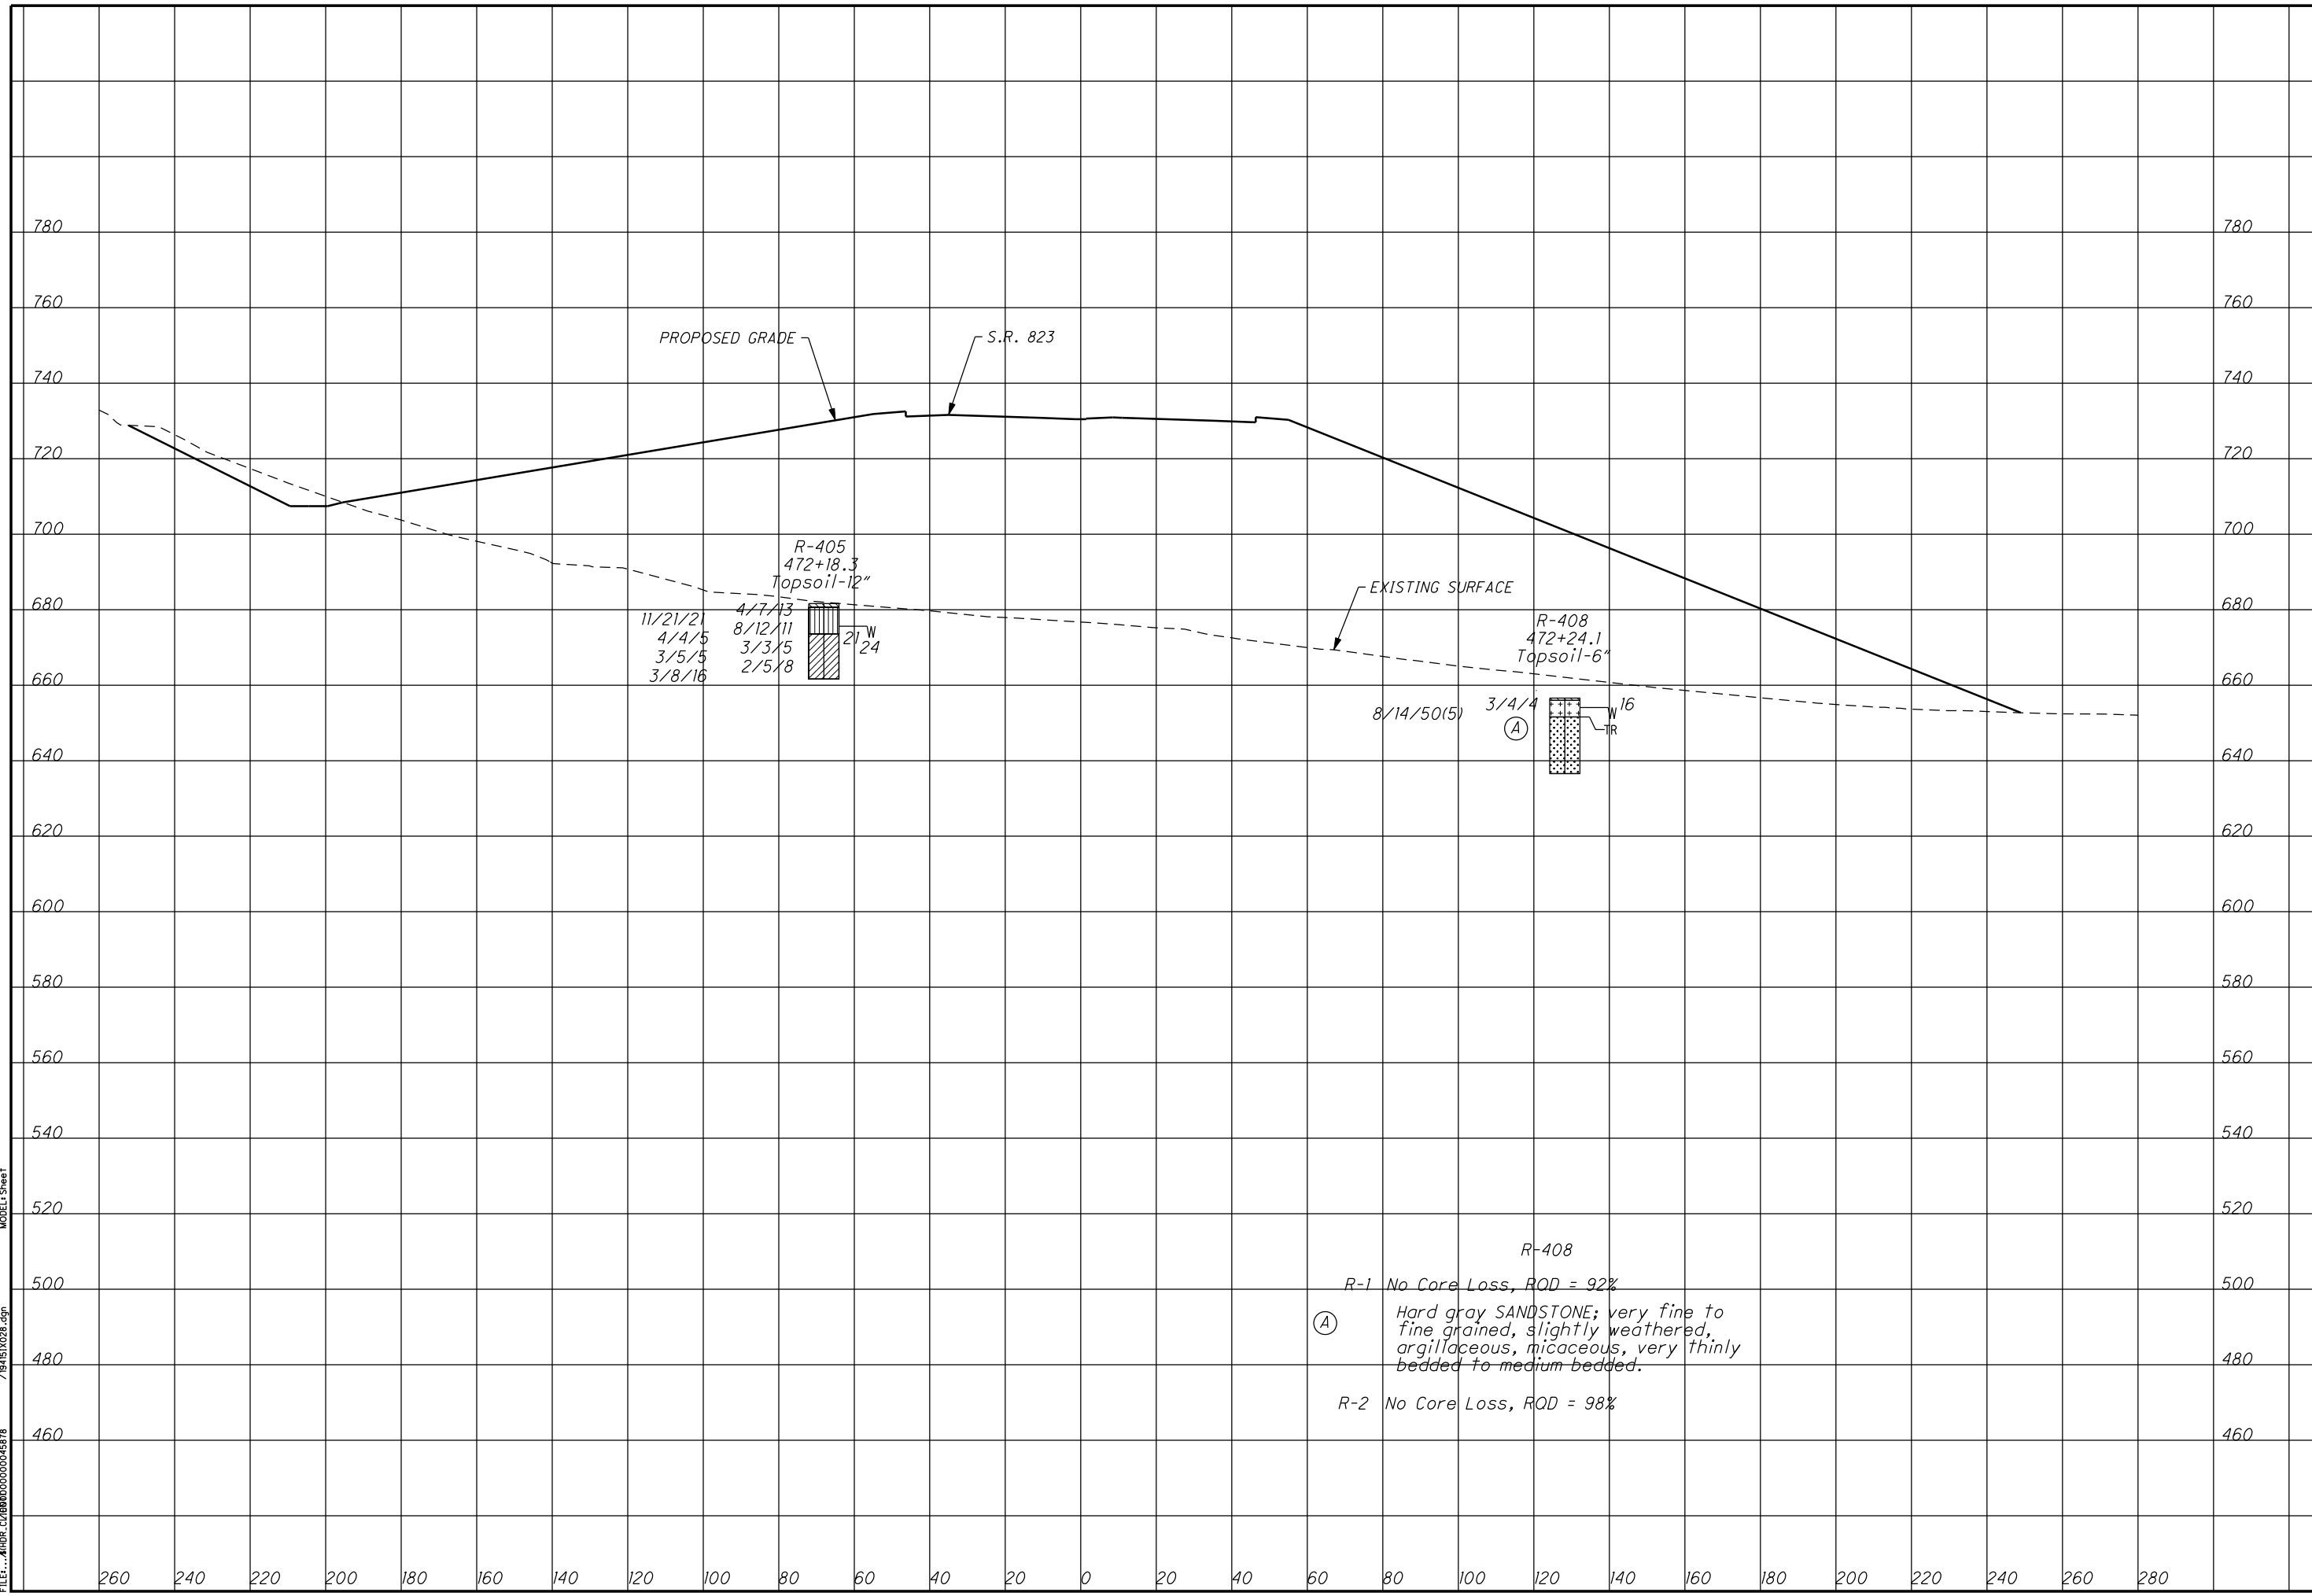 780 780
760 760
PROPOSED GRADE S.R. 823
740 740
720 720
700 700
R-405
472+18.3
Topsoil-12"
EXISTING SURFACE
680 680
4/7/13
11/21/21
8/12/11
4/4/5
3/3/5
3/5/5
2/5/8
3/8/16
W
21
24
R-408
472+24.1
Topsoil-6"
660 660
3/4/4
8/14/50(5)
16
W
A
TR
640 640
620 620
600 600
580 580
560 560
540 540
520 520
R-408
500 500
R-1 No Core Loss, RQD = 92%
A
Hard gray SANDSTONE; very fine to
fine grained, slightly weathered,
argillaceous, micaceous, very thinly
bedded to medium bedded.
480 480
R-2 No Core Loss, RQD = 98%
460 460
260 240 220 200 180 160 140 120 100 80 60 40 20 0 20 40 60 80 100 120 140 160 180 200 220 240 260 280
MODEL: Sheet